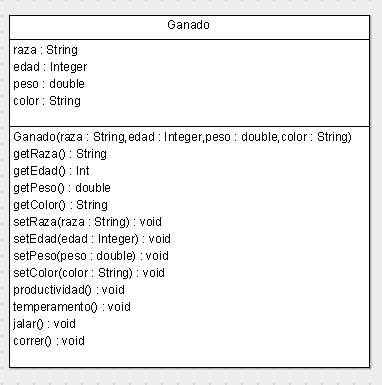 Ganado
raza : String
edad : Integer
peso : double
color : String
Ganado(raza : String,edad : Integer,peso : double,color : String)
getRaza() : String
getEdad() : Int
getPeso() : double
getColor() : String
setRaza(raza : String) : void
setEdad(edad : Integer) : void
setPeso(peso : double) : void
setColor(color : String) : void
productividad() : void
temperamento() : void
jalar() : void
correr() : void